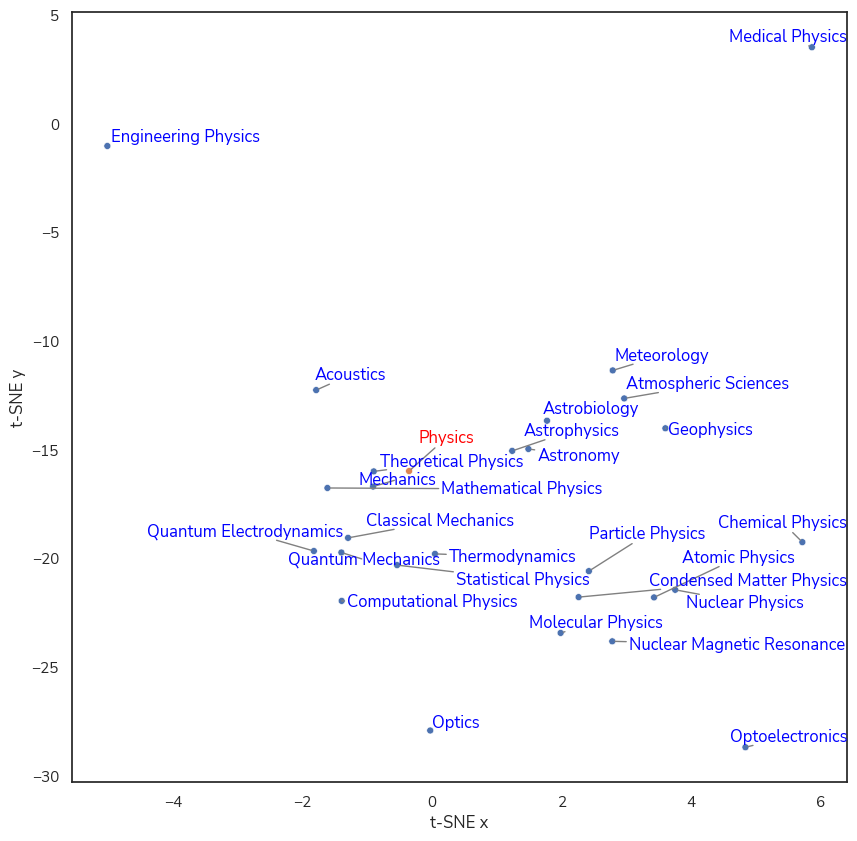 5
Medical Physics
0
Engineering Physics
−5
−10
Meteorology
Acoustics
Atmospheric Sciences
Astrobiology
t-SNE y
Astrophysics
Geophysics
Physics
−15
Astronomy
Theoretical Physics
Mechanics
Mathematical Physics
Classical Mechanics
Chemical Physics
Quantum Electrodynamics
Particle Physics
−20
Quantum Mechanics
Thermodynamics
Atomic Physics
Statistical Physics
Condensed Matter Physics
Computational Physics
Nuclear Physics
Molecular Physics
Nuclear Magnetic Resonance
−25
Optics
Optoelectronics
−30
−4 −2 0 2 4 6
t-SNE x